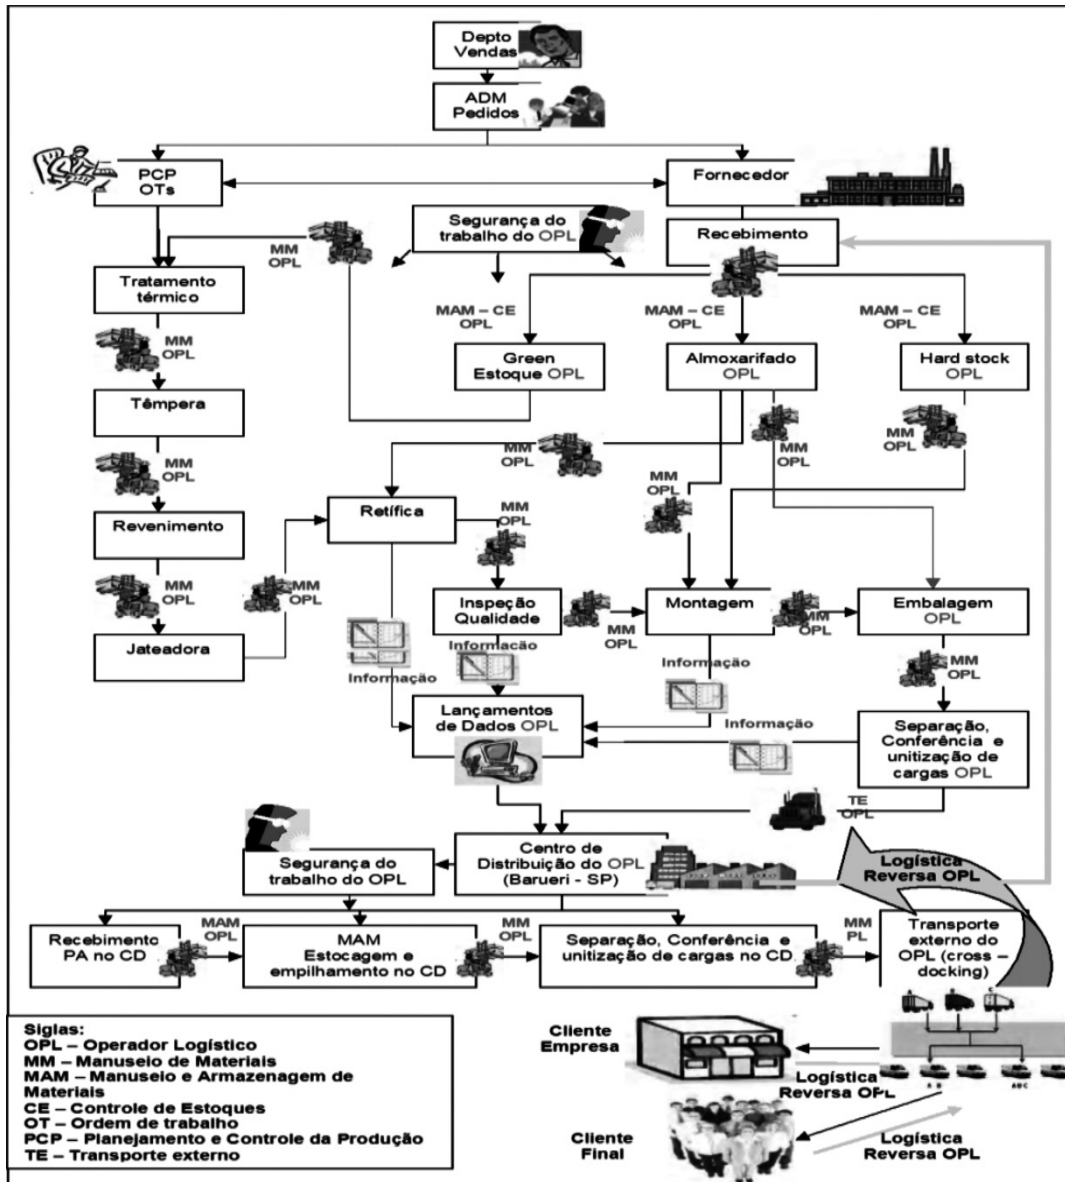 Depto
Vendas
ADM
Pedidos
PCP
OTs
Fornecedor
Segurança do
trabalho do OPL
Recebimento
MM
OPL
Tratamento
térmico
MAM – CE
OPL
MAM – CE
OPL
MAM – CE
OPL
MM
OPL
Green
Estoque OPL
Almoxarifado
OPL
Hard stock
OPL
Têmpera
MM
OPL
MM
OPL
MM
OPL
MM
OPL
MM
OPL
Retífica
MM
OPL
Revenimento
MM
OPL
MM
OPL
Inspeção
Qualidade
Montagem
Embalagem
OPL
MM
OPL
MM
OPL
Jateadora
Informacão
Informação
Informação
MM
OPL
Lançamentos
de Dados OPL
Informação
Separação,
Conferência e
unitização de
cargas OPL
TE
OPL
Centro de
Distribuição do OPL
(Barueri - SP)
Segurança do
trabalho do OPL
Logística
Reversa OPL
Recebimento
PA no CD
MAM
OPL
MAM
Estocagem e
empilhamento no CD
MM
OPL
Separação, Conferência e
unitização de cargas no CD
MM
PL
Transporte
externo do
OPL (cross –
docking)
Siglas:
OPL – Operador Logístico
MM – Manuseio de Materiais
MAM – Manuseio e Armazenagem de
Materiais
CE – Controle de Estoques
OT – Ordem de trabalho
PCP – Planejamento e Controle da Produção
TE – Transporte externo
Cliente
Empresa
Logística
Reversa OPL
Cliente
Final
Logística
Reversa OPL